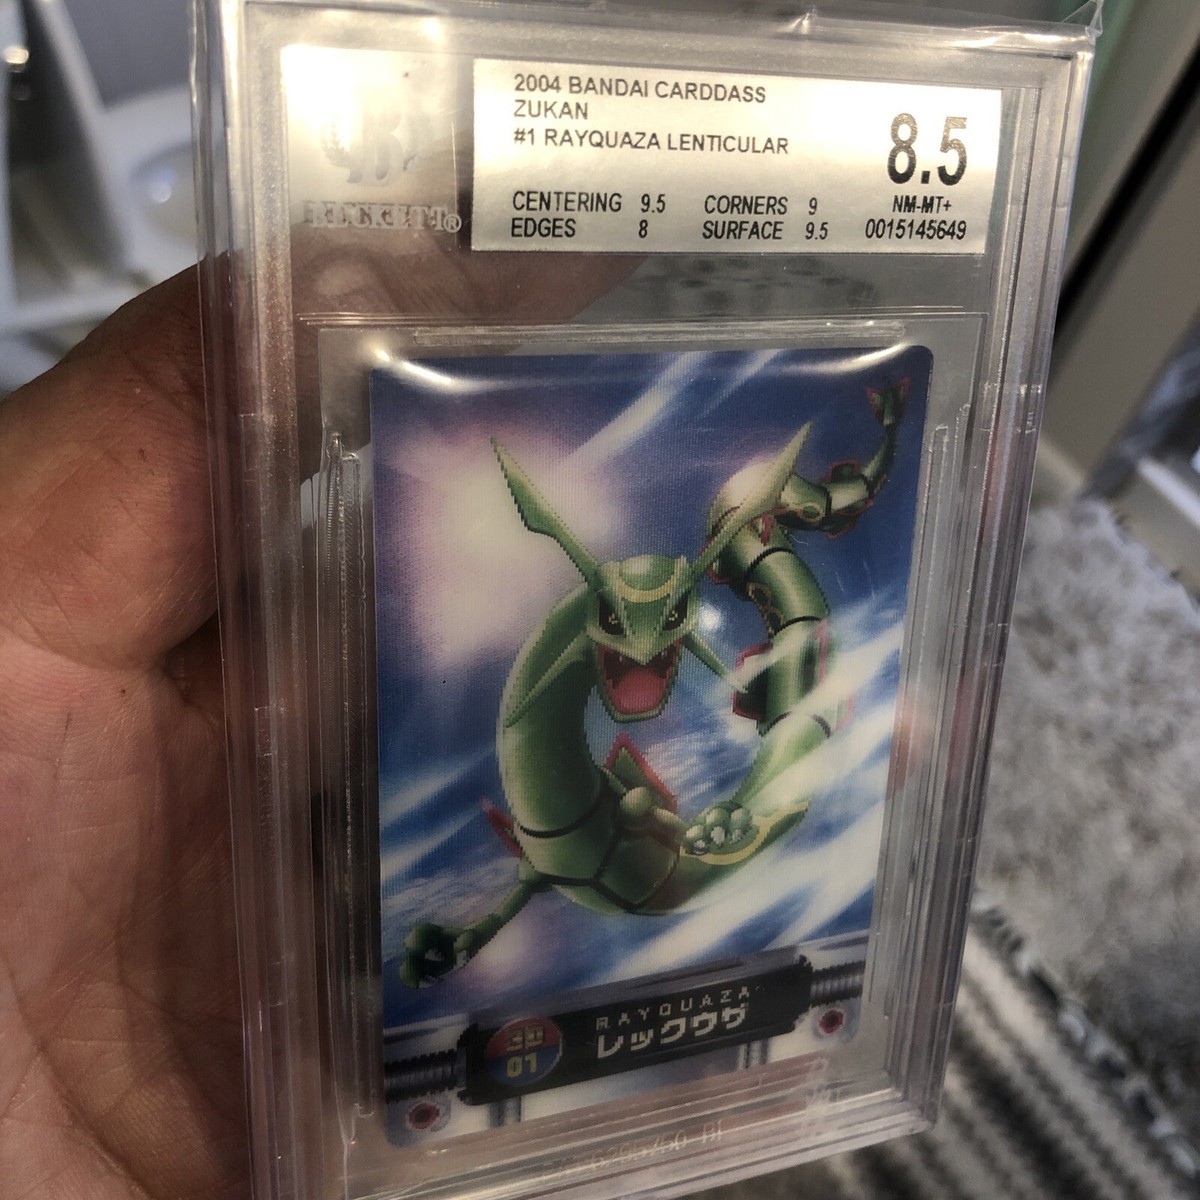 2004 BANDAI CARDDASS
ZUKAN
#1 RAYQUAZA LENTICULAR
8.5
CENTERING 9.5 CORNERS 9 NM-MT+
EDGES 8 SURFACE 9.5 0015145649
BECKETT®
RAYQUAZA
レックウザ
3D
01